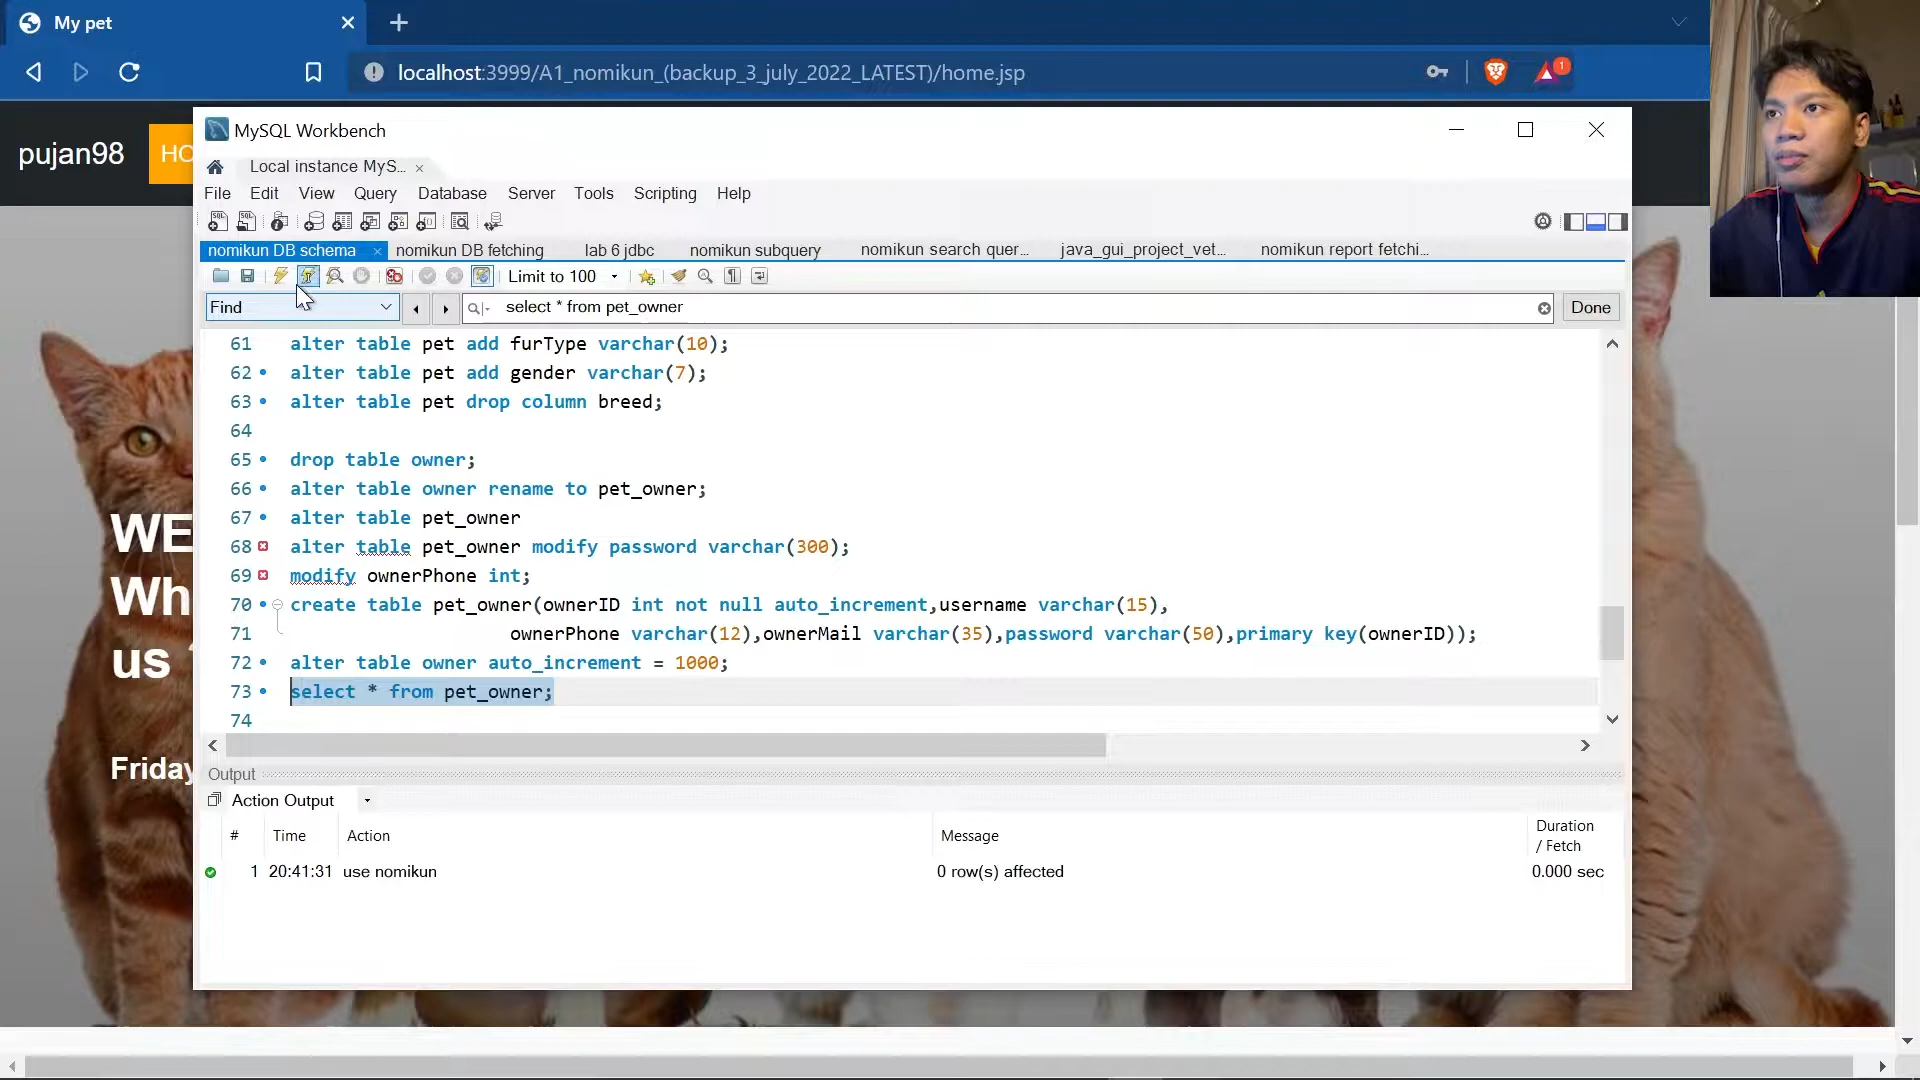 My pet
localhost:3999/A1_nomikun_(backup_3_july_2022_LATEST)/home.jsp
1
pujan98
HO
MySQL Workbench
Local instance MyS...
File Edit View Query Database Server Tools Scripting Help
nomikun DB schema nomikun DB fetching lab 6 jdbc nomikun subquery nomikun search quer... java_gui_project_vet... nomikun report fetchi...
Limit to 100
Find select * from pet_owner Done
61 alter table pet add furType varchar(10);
62 alter table pet add gender varchar(7);
63 alter table pet drop column breed;
64
65 drop table owner;
66 alter table owner rename to pet_owner;
67 alter table pet_owner
68 alter table pet_owner modify password varchar(300);
69 modify ownerPhone int;
70 create table pet_owner(ownerID int not null auto_increment,username varchar(15),
71 ownerPhone varchar(12),ownerMail varchar(35),password varchar(50),primary key(ownerID));
72 alter table owner auto_increment = 1000;
73 select * from pet_owner;
74
WE
Wh
us
Friday
Output
Action Output
# Time Action Message Duration / Fetch
1 20:41:31 use nomikun 0 row(s) affected 0.000 sec